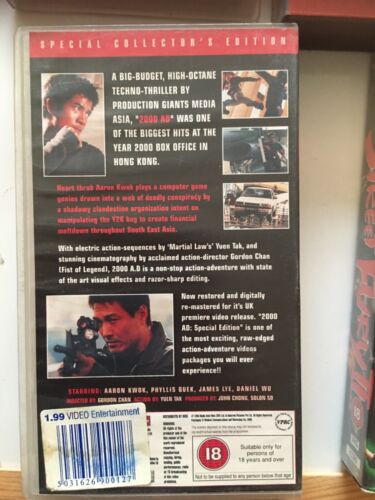 SPECIAL COLLECTOR'S EDITION
A BIG-BUDGET, HIGH-OCTANE
TECHNO-THRILLER BY
PRODUCTION GIANTS MEDIA
ASIA, "2000 AD" WAS ONE
OF THE BIGGEST HITS AT THE
YEAR 2000 BOX OFFICE IN
HONG KONG.
Heart throb Aaron Kwok plays a computer game
genius drawn into a web of deadly conspiracy by
a shadowy clandestine organization intent on
manipulating the Y2K bug to create financial
meltdown throughout South East Asia.
With electric action-sequences by 'Martial Law's' Yuen Tak, and
stunning cinematography by acclaimed action-director Gordon Chan
(Fist of Legend), 2000 A.D is a non-stop action-adventure with state
of the art visual effects and razor-sharp editing.
Now restored and digitally
re-mastered for it's UK
premiere video release. "2000
AD: Special Edition" is one of
the most exciting, raw-edged
action-adventure videos
packages you will ever
experience!!
STARRING: AARON KWOK, PHYLLIS QUEK, JAMES LYE, DANIEL WU
DIRECTED BY GORDON CHAN ACTION BY YUEN TAK PRODUCED BY JOHN CHONG, SOLON SO
1.99 VIDEO Entertainment
5031626900127
VPRC
18
Suitable only for
persons of
18 years and over
Not to be supplied to any person below that age